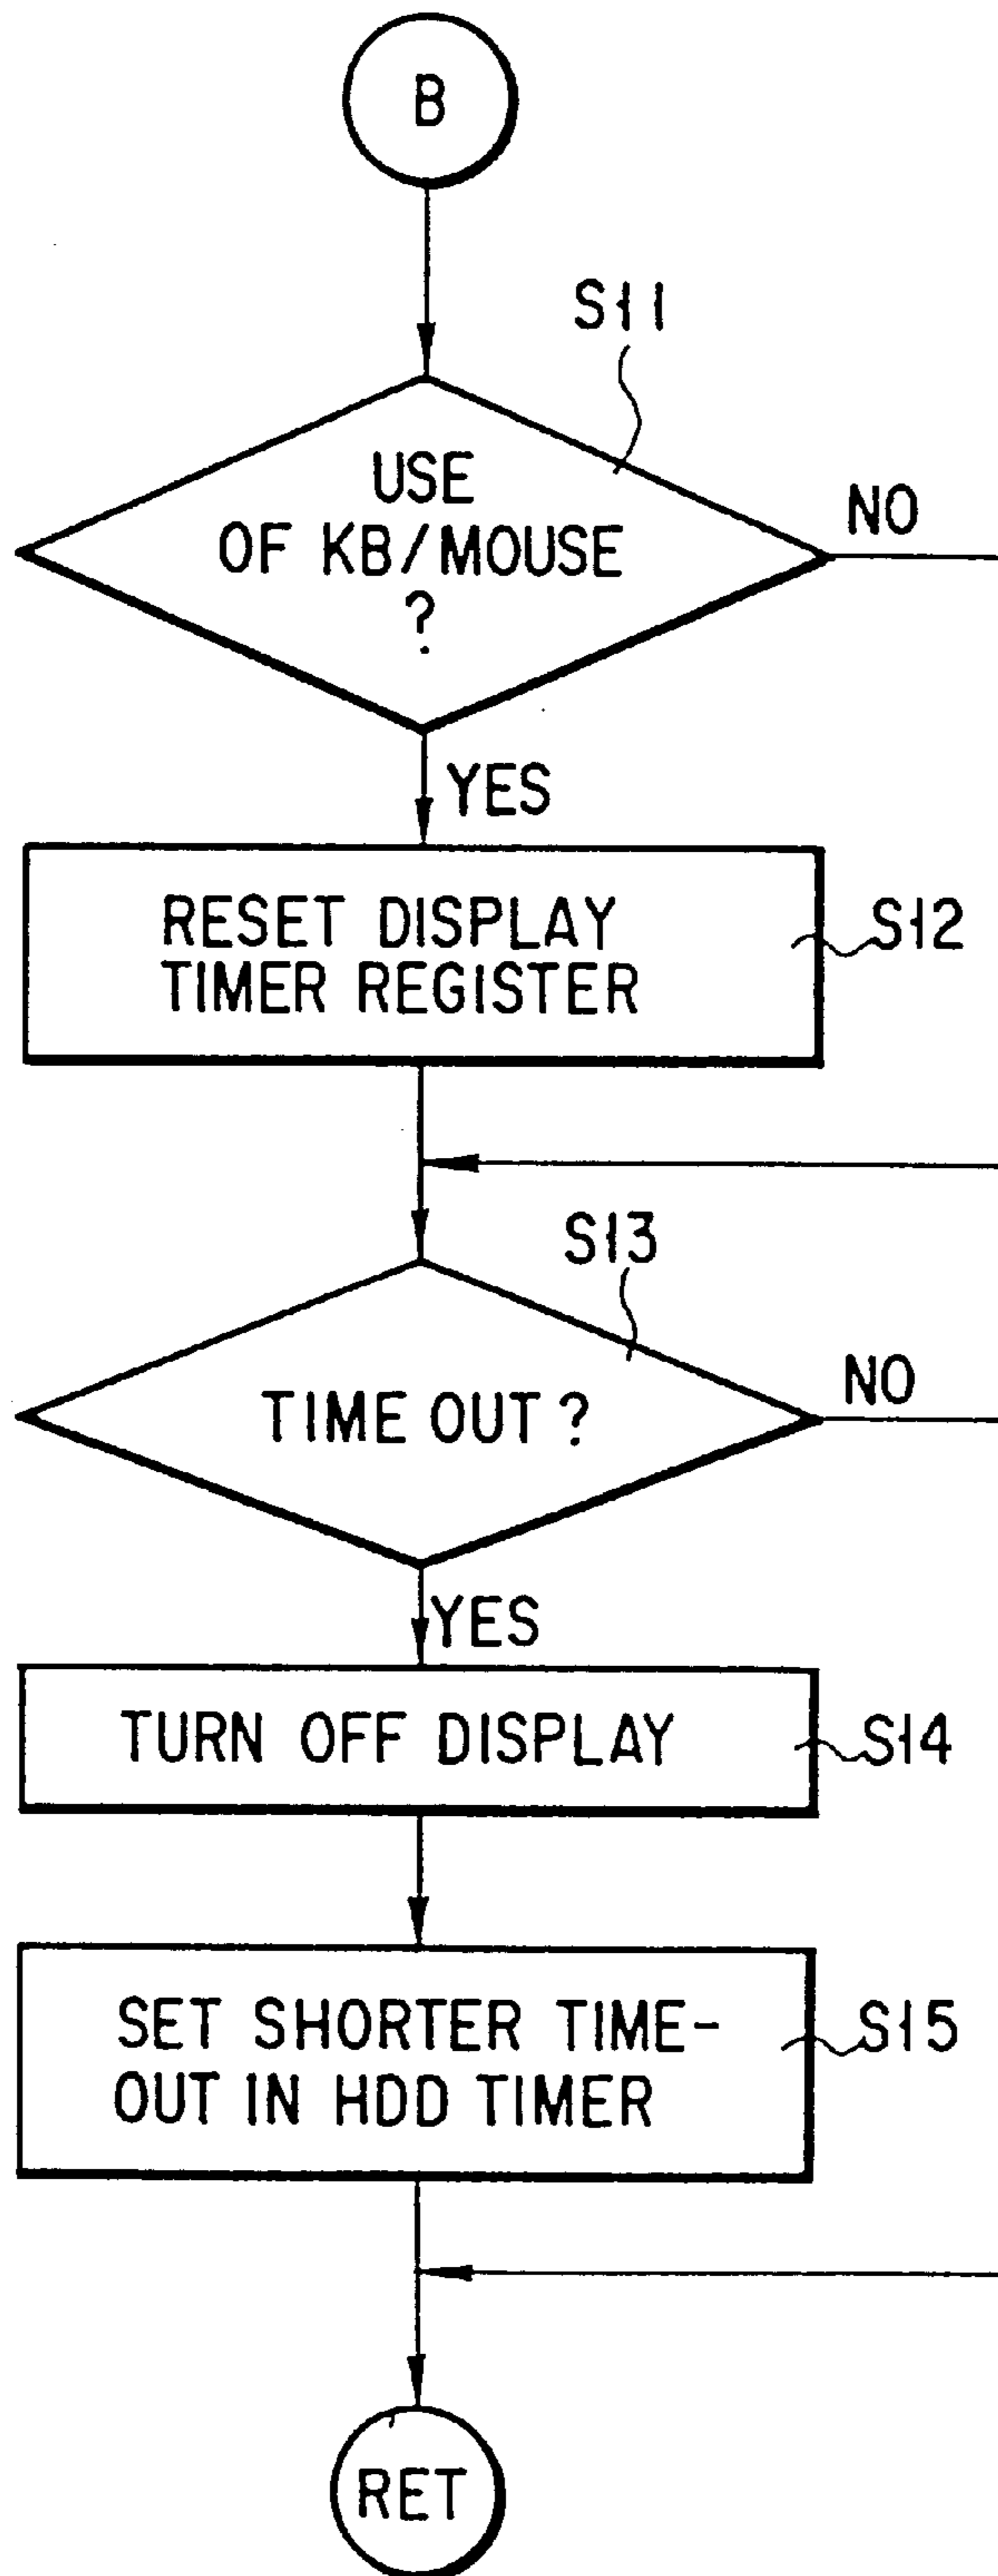 B
S11
USE
OF KB/MOUSE
?
NO
YES
RESET DISPLAY
TIMER REGISTER
S12
S13
TIME OUT ?
NO
YES
TURN OFF DISPLAY
S14
SET SHORTER TIME-
OUT IN HDD TIMER
S15
RET